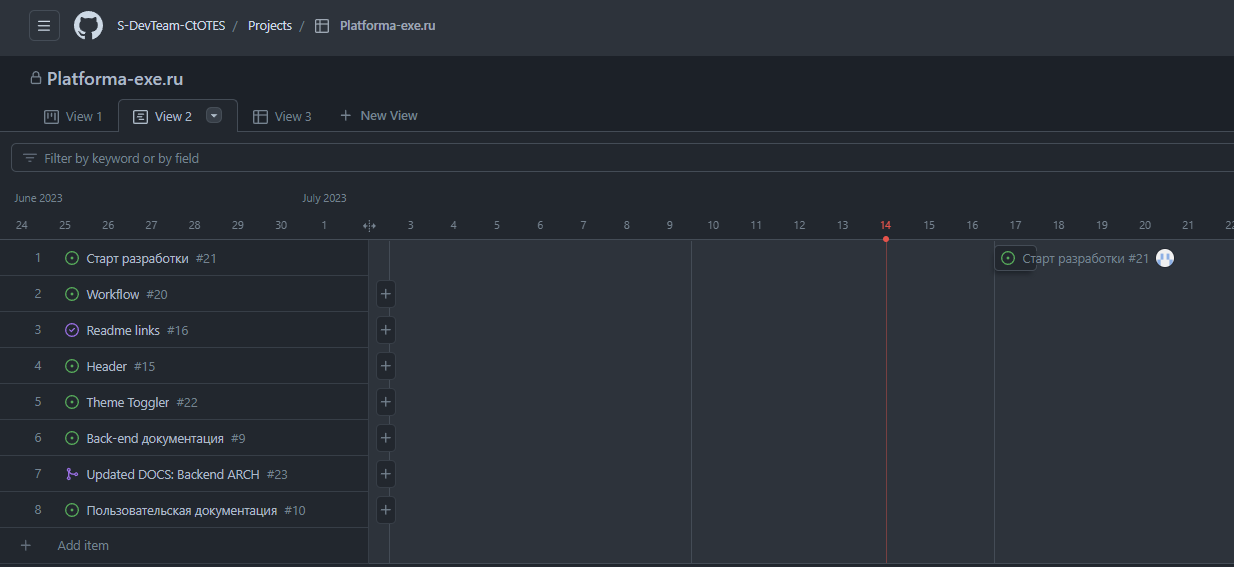 S-DevTeam-CtOTES / Projects / Platforma-exe.ru
Platforma-exe.ru
View 1 View 2 View 3 + New View
Filter by keyword or by field
June 2023 July 2023
24 25 26 27 28 29 30 1 3 4 5 6 7 8 9 10 11 12 13 14 15 16 17 18 19 20 21 22
1 Старт разработки #21 Старт разработки #21
2 Workflow #20 +
3 Readme links #16 +
4 Header #15 +
5 Theme Toggler #22 +
6 Back-end документация #9 +
7 Updated DOCS: Backend ARCH #23 +
8 Пользовательская документация #10 +
+ Add item